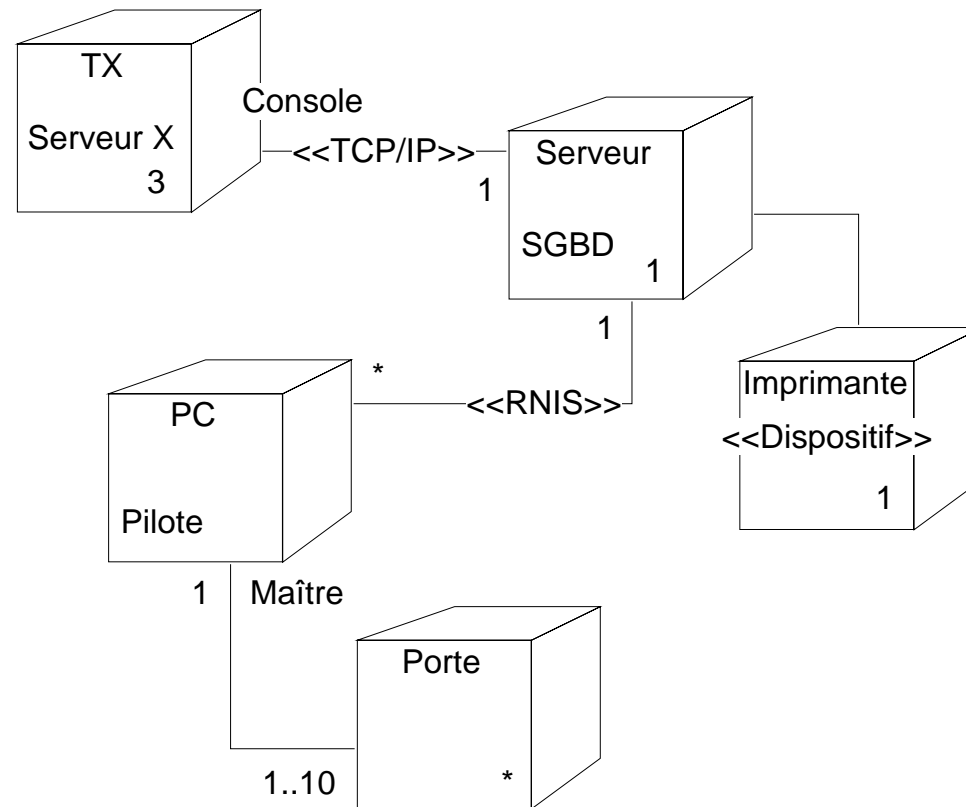 TX
Console
Serveur X
<<TCP/IP>>
Serveur
3
1
SGBD
1
1
*
Imprimante
<<RNIS>>
PC
<<Dispositif>>
1
Pilote
1
Maître
Porte
1..10
*